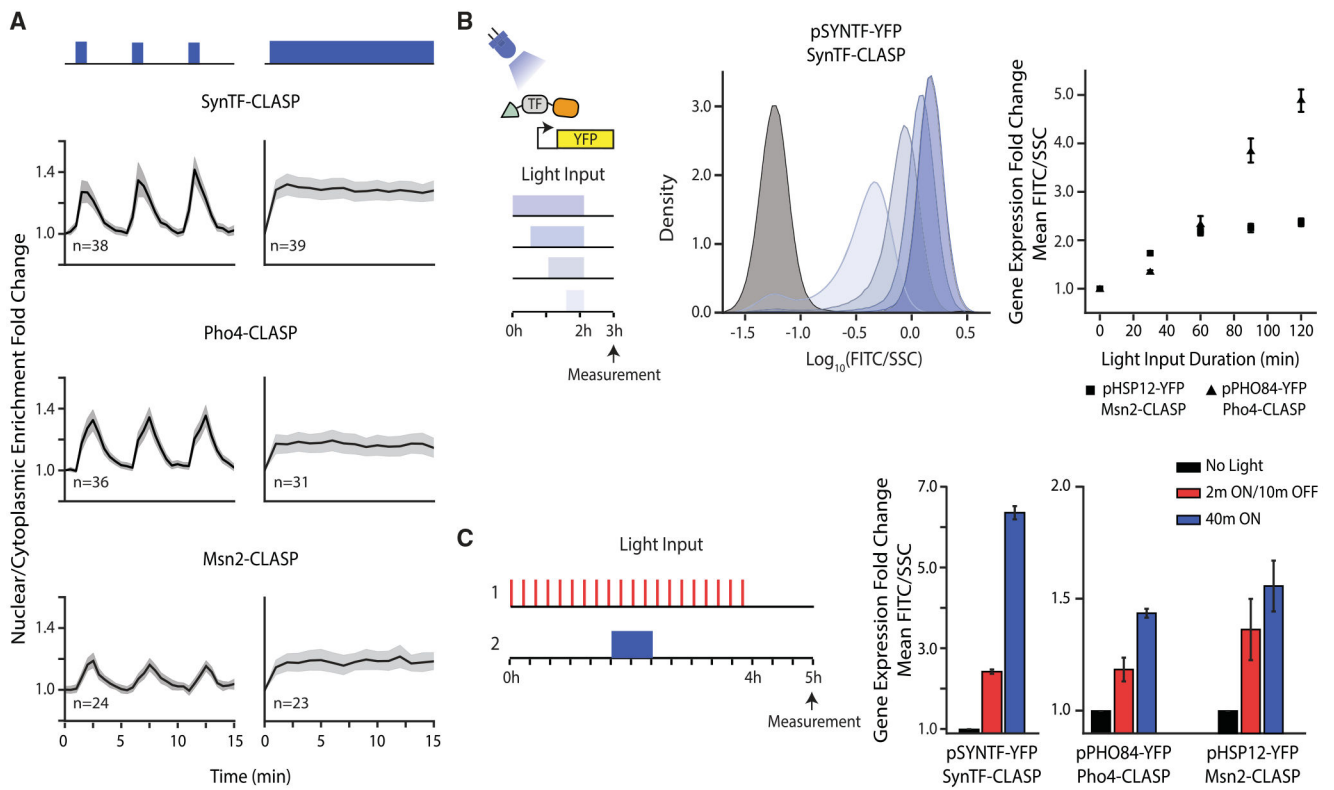 A
SynTF-CLASP
1.4
1.0
n=38
n=39
Pho4-CLASP
1.4
1.0
n=36
n=31
Msn2-CLASP
1.4
1.0
n=24
n=23
0 5 10 15
0 5 10 15
Time (min)
Nuclear/Cytoplasmic Enrichment Fold Change
B
TF
YFP
Light Input
0h 2h 3h
Measurement
pSYNTF-YFP
SynTF-CLASP
Density
3.0
2.0
1.0
0.0
-1.5 -1.0 -0.5 0.0 0.5
Log10(FITC/SSC)
Gene Expression Fold Change
Mean FITC/SSC
5.0
4.0
3.0
2.0
1.0
0 20 40 60 80 100 120
Light Input Duration (min)
pHSP12-YFP
Msn2-CLASP
pPHO84-YFP
Pho4-CLASP
C
Light Input
1
2
0h 4h 5h
Measurement
Gene Expression Fold Change
Mean FITC/SSC
7.0
5.0
3.0
1.0
pSYNTF-YFP
SynTF-CLASP
2.0
1.5
1.0
No Light
2m ON/10m OFF
40m ON
pPHO84-YFP
Pho4-CLASP
pHSP12-YFP
Msn2-CLASP